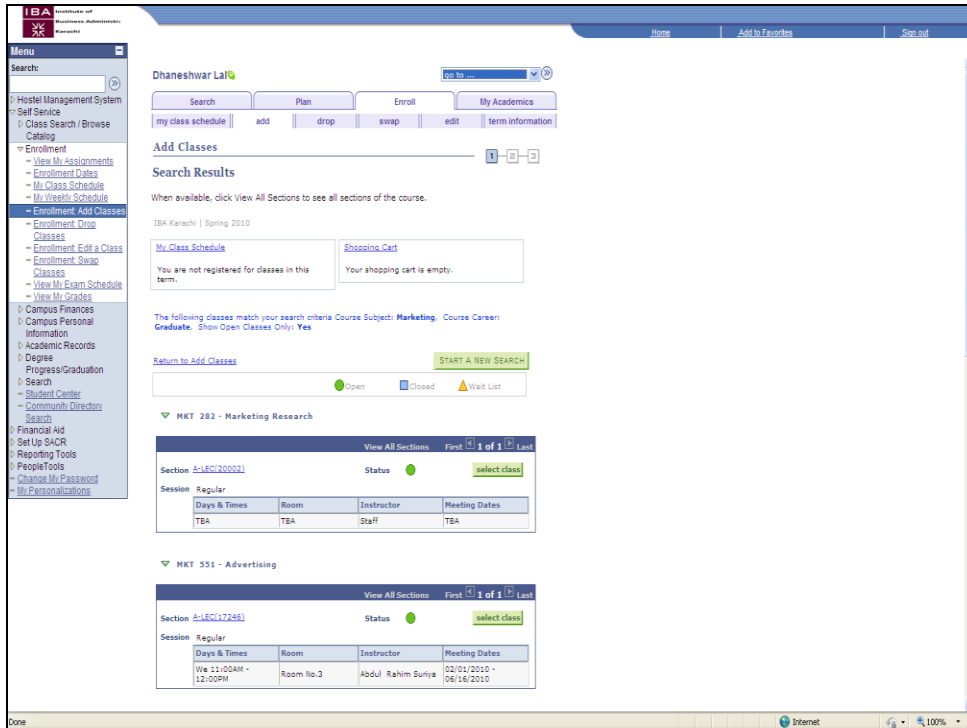 IBA Institute of
Business Administr
Karachi
Home Add to Favorites Sign out
Menu
Search:
Hostel Management System
Self Service
Class Search / Browse
Catalog
Enrollment
View My Assignments
Enrollment Dates
My Class Schedule
My Weekly Schedule
Enrollment: Add Classes
Enrollment: Drop
Classes
Enrollment: Edit a Class
Enrollment: Swap
Classes
View My Exam Schedule
View My Grades
Campus Finances
Campus Personal
Information
Academic Records
Degree
Progress/Graduation
Search
Student Center
Community Directory
Search
Financial Aid
Set Up SACR
Reporting Tools
PeopleTools
Change My Password
My Personalizations
Dhaneshwar Lal
go to ...
Search Plan Enroll My Academics
my class schedule add drop swap edit term information
Add Classes
1 2 3
Search Results
When available, click View All Sections to see all sections of the course.
IBA Karachi | Spring 2010
My Class Schedule
You are not registered for classes in this
term.
Shopping Cart
Your shopping cart is empty.
The following classes match your search criteria Course Subject: Marketing, Course Career:
Graduate, Show Open Classes Only: Yes
Return to Add Classes START A NEW SEARCH
Open Closed Wait List
MKT 282 - Marketing Research
View All Sections First 1 of 1 Last
Section A-LEC(20002) Status select class
Session Regular
Days & Times Room Instructor Meeting Dates
TBA TBA Staff TBA
MKT 551 - Advertising
View All Sections First 1 of 1 Last
Section A-LEC(17246) Status select class
Session Regular
Days & Times Room Instructor Meeting Dates
We 11:00AM - 12:00PM Room No.3 Abdul Rahim Suriya 02/01/2010 - 06/16/2010
Done Internet 100%